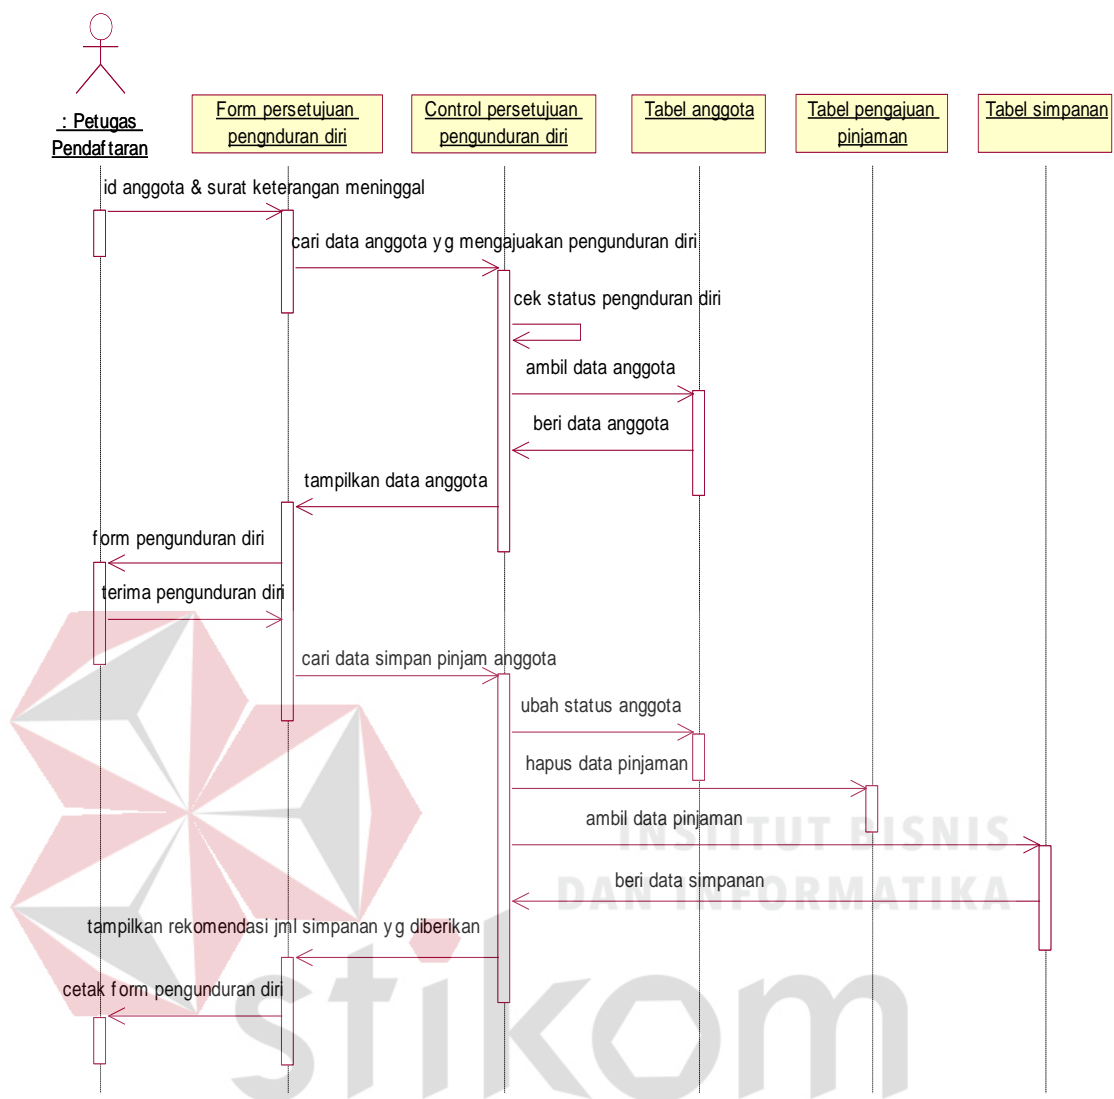 : Petugas
Pendaftaran
Form persetujuan
pengnduran diri
Control persetujuan
pengunduran diri
Tabel anggota
Tabel pengajuan
pinjaman
Tabel simpanan
id anggota & surat keterangan meninggal
cari data anggota yg mengajuakan pengunduran diri
cek status pengnduran diri
ambil data anggota
beri data anggota
tampilkan data anggota
form pengunduran diri
terima pengunduran diri
cari data simpan pinjam anggota
ubah status anggota
hapus data pinjaman
ambil data pinjaman
INSTITUT BISNIS
beri data simpanan
DAN INFORMATIKA
tampilkan rekomendasi jml simpanan yg diberikan
cetak form pengunduran diri
stikom